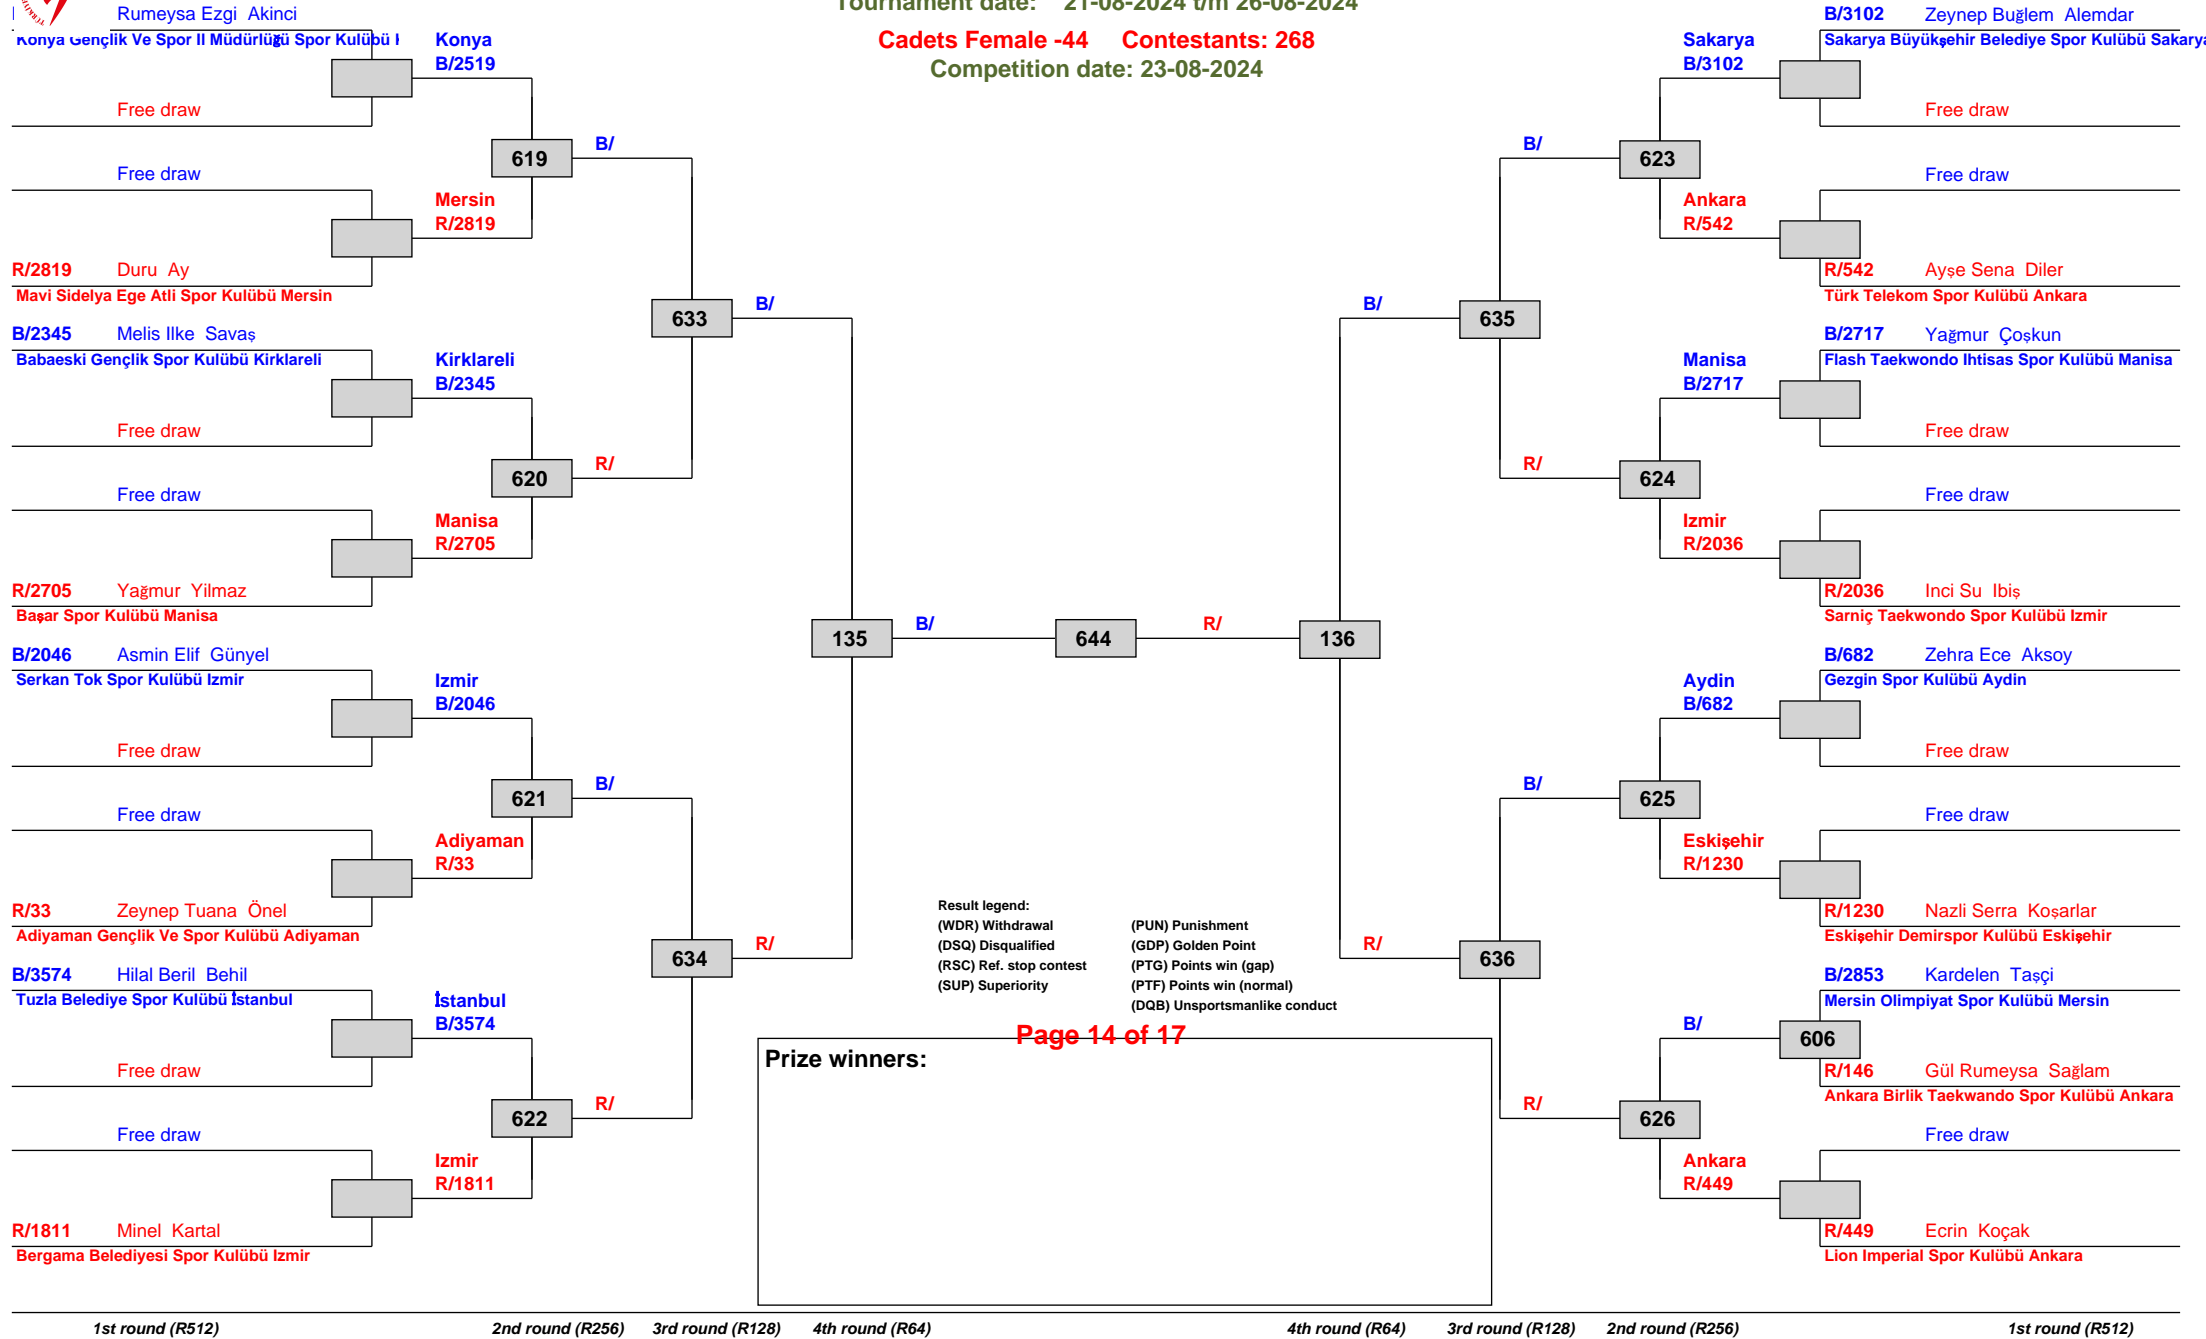 Tournament date: 21-08-2024 t/m 26-08-2024
Cadets Female -44 Contestants: 268
Competition date: 23-08-2024
Rumeysa Ezgi Akinci
Konya Gençlik Ve Spor Il Müdürlüğü Spor Kulübü
Konya
B/2519
Free draw
619
B/
Free draw
Mersin
R/2819
R/2819 Duru Ay
Mavi Sidelya Ege Atli Spor Kulübü Mersin
633
B/
B/2345 Melis Ilke Savaş
Babaeski Gençlik Spor Kulübü Kirklareli
Kirklareli
B/2345
Free draw
620
R/
Free draw
Manisa
R/2705
R/2705 Yağmur Yilmaz
Başar Spor Kulübü Manisa
135
B/
644
R/
136
B/2046 Asmin Elif Günyel
Serkan Tok Spor Kulübü Izmir
Izmir
B/2046
Free draw
621
B/
Free draw
Adiyaman
R/33
R/33 Zeynep Tuana Önel
Adiyaman Gençlik Ve Spor Kulübü Adiyaman
634
R/
B/3574 Hilal Beril Behil
Tuzla Belediye Spor Kulübü İstanbul
İstanbul
B/3574
Free draw
622
R/
Free draw
Izmir
R/1811
R/1811 Minel Kartal
Bergama Belediyesi Spor Kulübü Izmir
B/3102 Zeynep Buğlem Alemdar
Sakarya Büyükşehir Belediye Spor Kulübü Sakarya
Sakarya
B/3102
Free draw
B/
623
Free draw
Ankara
R/542
R/542 Ayşe Sena Diler
Türk Telekom Spor Kulübü Ankara
B/
635
B/2717 Yağmur Çoşkun
Flash Taekwondo Ihtisas Spor Kulübü Manisa
Manisa
B/2717
Free draw
R/
624
Free draw
Izmir
R/2036
R/2036 Inci Su Ibiş
Sarniç Taekwondo Spor Kulübü Izmir
B/682 Zehra Ece Aksoy
Gezgin Spor Kulübü Aydin
Aydin
B/682
Free draw
B/
625
Free draw
Eskişehir
R/1230
R/1230 Nazli Serra Koşarlar
Eskişehir Demirspor Kulübü Eskişehir
R/
636
B/2853 Kardelen Taşçi
Mersin Olimpiyat Spor Kulübü Mersin
B/
606
R/146 Gül Rumeysa Sağlam
Ankara Birlik Taekwando Spor Kulübü Ankara
R/
626
Free draw
Ankara
R/449
R/449 Ecrin Koçak
Lion Imperial Spor Kulübü Ankara
Result legend:
(WDR) Withdrawal (PUN) Punishment
(DSQ) Disqualified (GDP) Golden Point
(RSC) Ref. stop contest (PTG) Points win (gap)
(SUP) Superiority (PTF) Points win (normal)
(DQB) Unsportsmanlike conduct
Page 14 of 17
Prize winners:
1st round (R512) 2nd round (R256) 3rd round (R128) 4th round (R64) 4th round (R64) 3rd round (R128) 2nd round (R256) 1st round (R512)